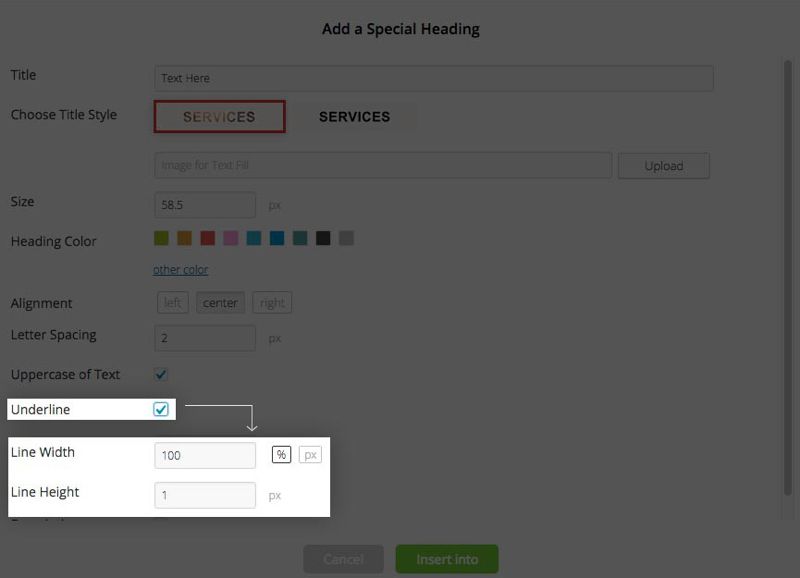 Add a Special Heading
Title
Text Here
Choose Title Style
SERVICES
SERVICES
Image for Text Fill
Upload
Size
58.5
px
Heading Color
other color
Alignment
left
center
right
Letter Spacing
2
px
Uppercase of Text
Underline
Line Width
100
%
px
Line Height
1
px
Cancel
Insert into